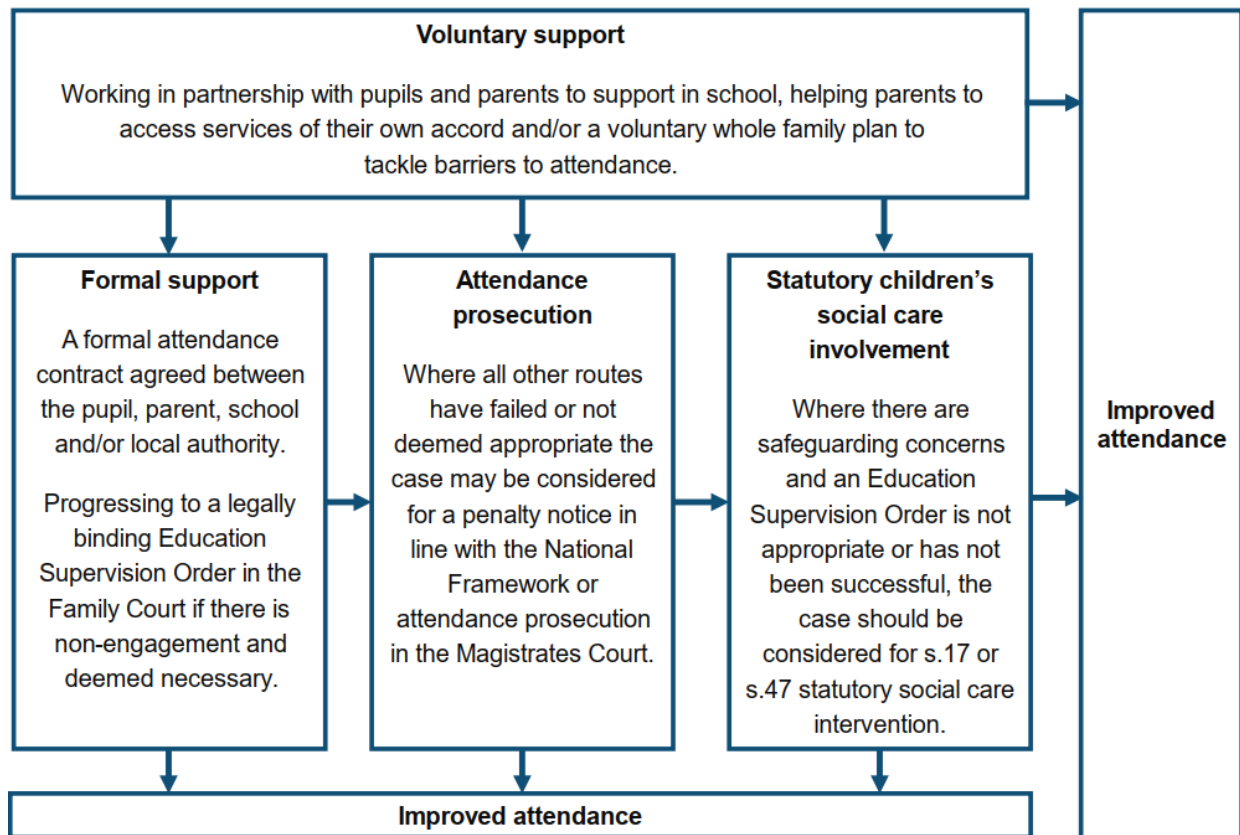 Voluntary support
Working in partnership with pupils and parents to support in school, helping parents to
access services of their own accord and/or a voluntary whole family plan to
tackle barriers to attendance.
Formal support
A formal attendance
contract agreed between
the pupil, parent, school
and/or local authority.
Progressing to a legally
binding Education
Supervision Order in the
Family Court if there is
non-engagement and
deemed necessary.
Attendance
prosecution
Where all other routes
have failed or not
deemed appropriate the
case may be considered
for a penalty notice in
line with the National
Framework or
attendance prosecution
in the Magistrates Court.
Statutory children’s
social care
involvement
Where there are
safeguarding concerns
and an Education
Supervision Order is not
appropriate or has not
been successful, the
case should be
considered for s.17 or
s.47 statutory social care
intervention.
Improved
attendance
Improved attendance